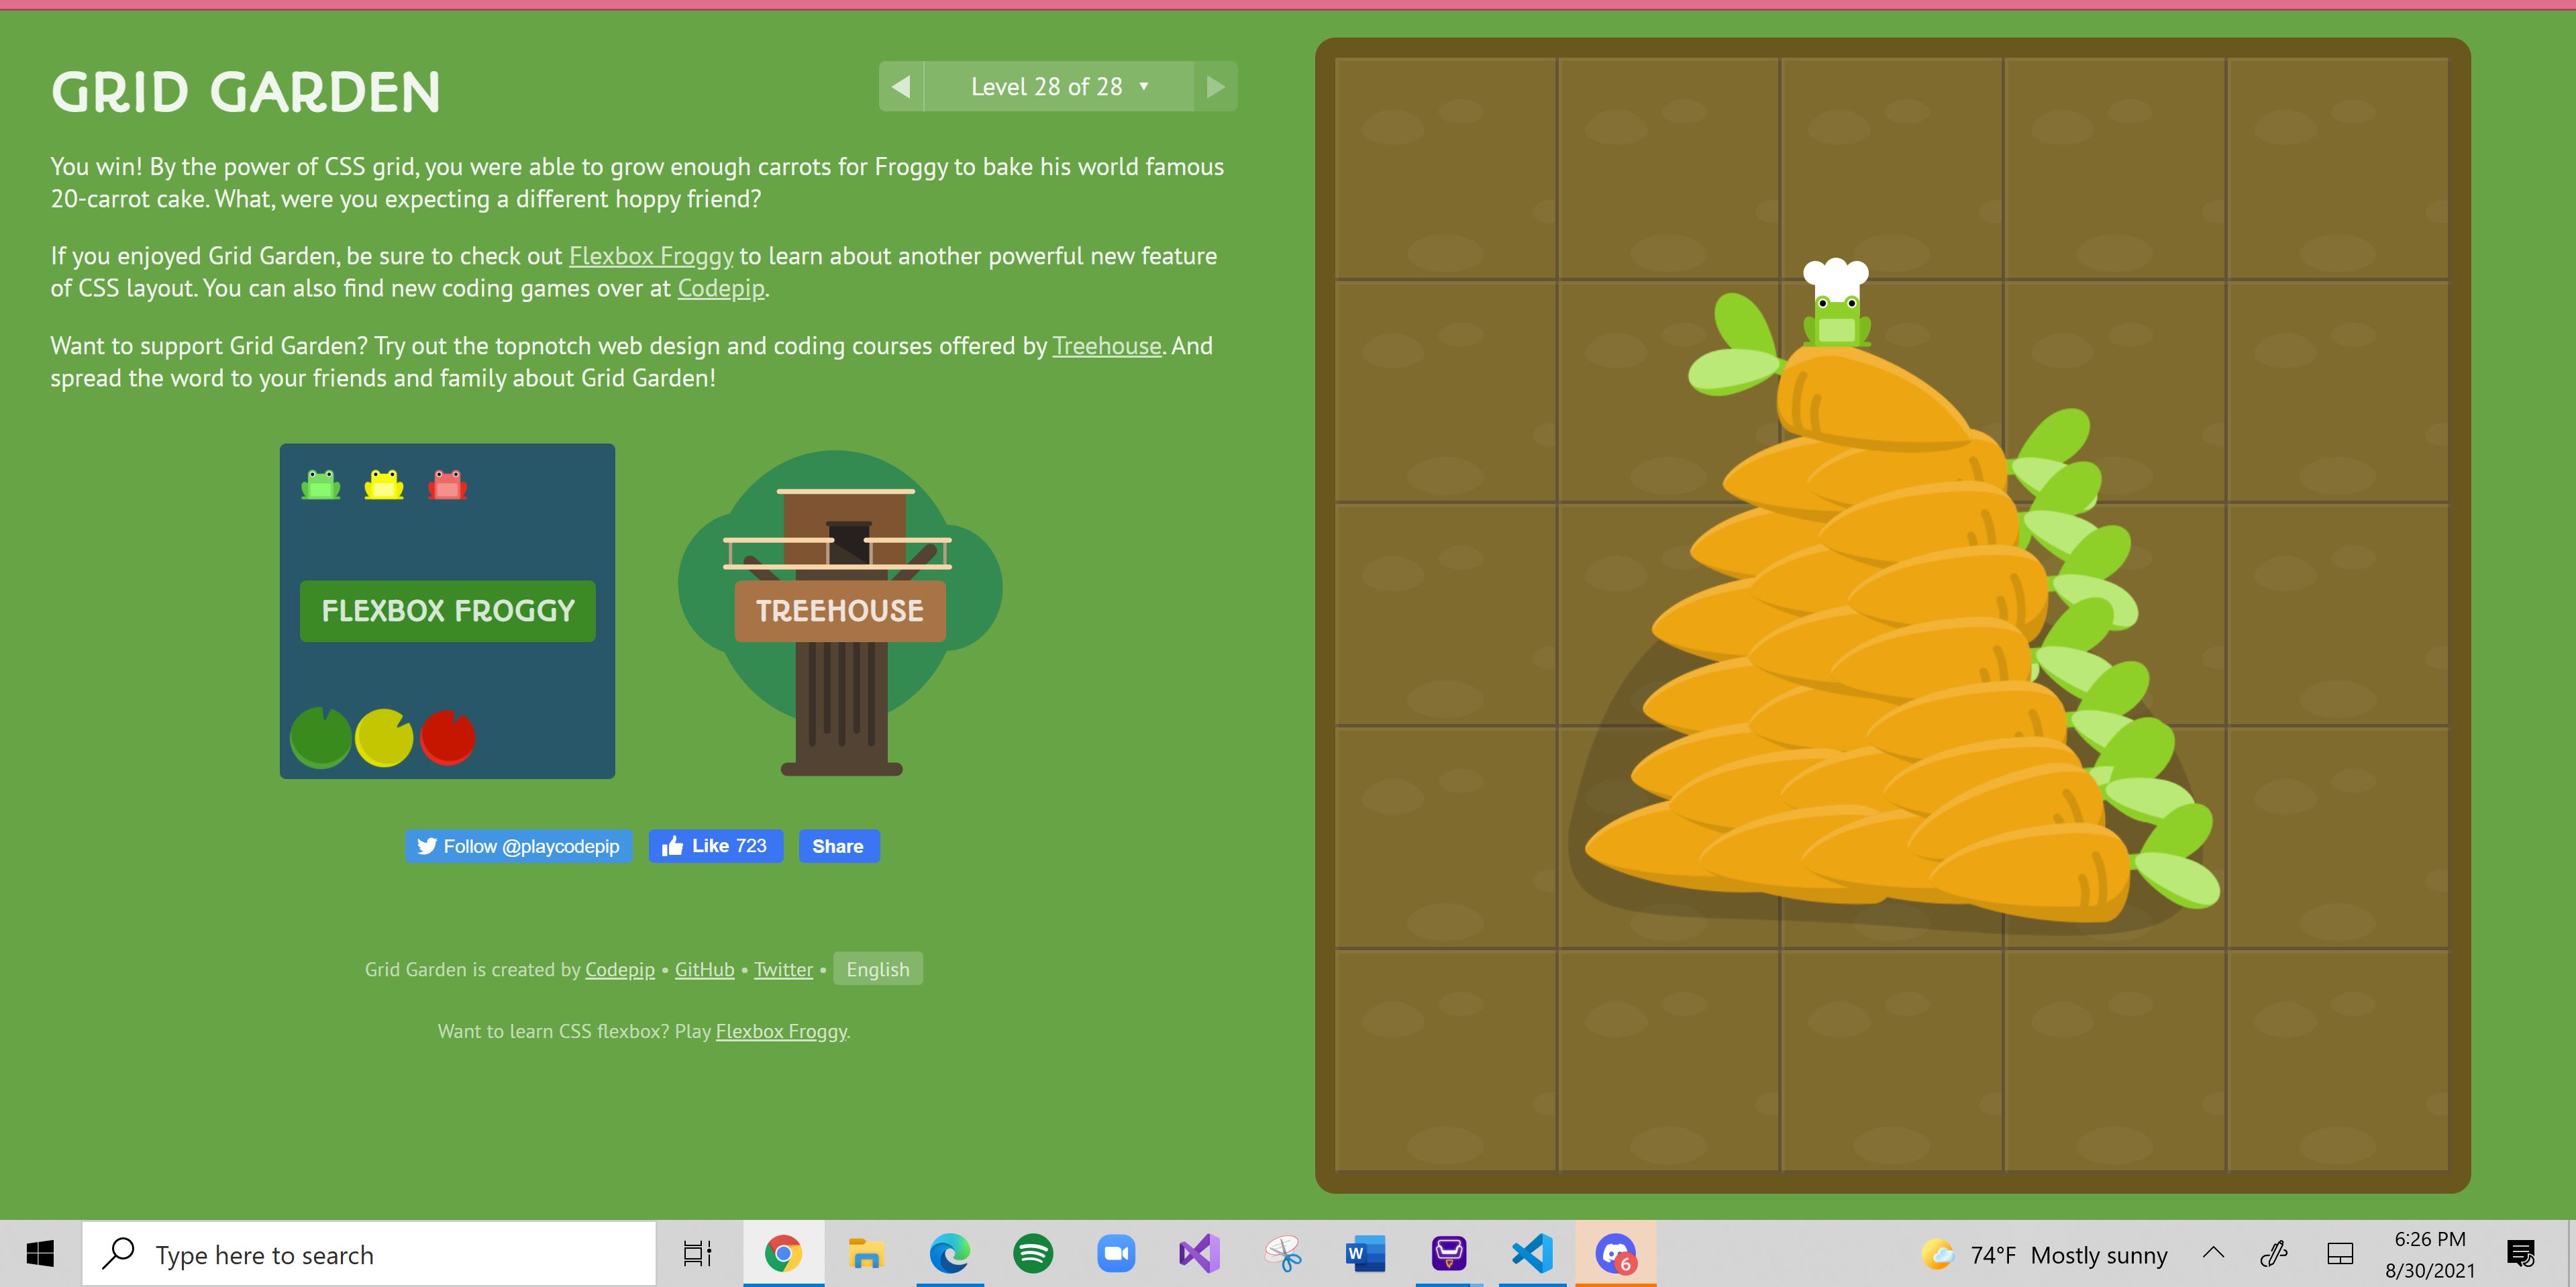 GRID GARDEN
Level 28 of 28
You win! By the power of CSS grid, you were able to grow enough carrots for Froggy to bake his world famous
20-carrot cake. What, were you expecting a different hoppy friend?
If you enjoyed Grid Garden, be sure to check out Flexbox Froggy to learn about another powerful new feature
of CSS layout. You can also find new coding games over at Codepip.
Want to support Grid Garden? Try out the topnotch web design and coding courses offered by Treehouse. And
spread the word to your friends and family about Grid Garden!
FLEXBOX FROGGY
TREEHOUSE
Follow @playcodepip
Like 723
Share
Grid Garden is created by Codepip • GitHub • Twitter • English
Want to learn CSS flexbox? Play Flexbox Froggy.
Type here to search
W
6
74°F Mostly sunny
6:26 PM
8/30/2021